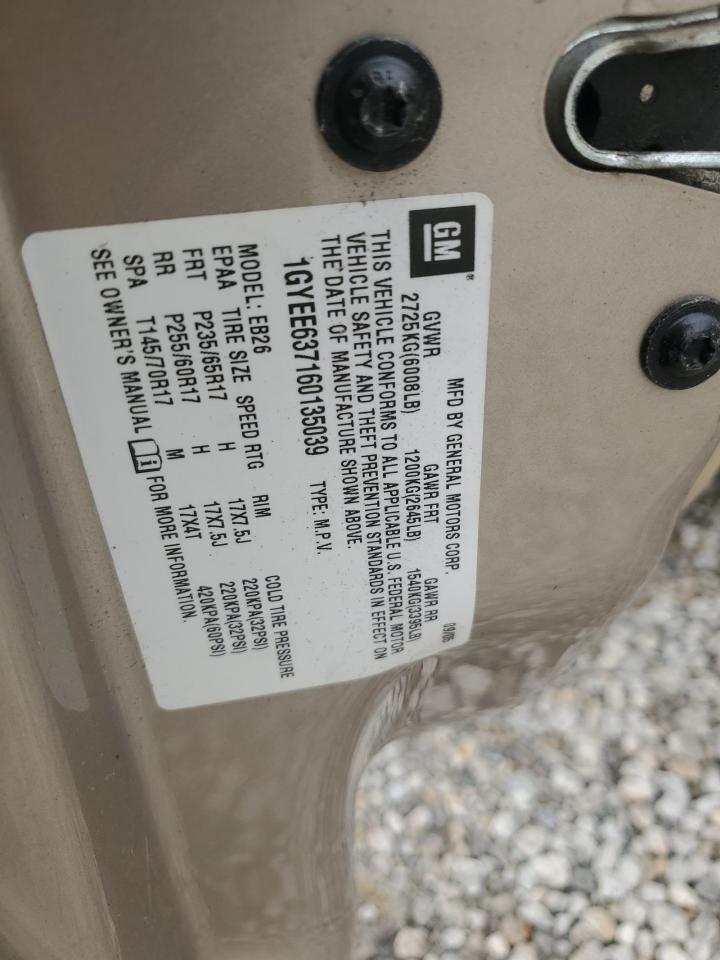 GM
MFD BY GENERAL MOTORS CORP. 09/05
GVWR GAWR FRT GAWR RR
2725KG(6008LB) 1200KG(2645LB) 1540KG(3395LB)
THIS VEHICLE CONFORMS TO ALL APPLICABLE U.S. FEDERAL MOTOR
VEHICLE SAFETY AND THEFT PREVENTION STANDARDS IN EFFECT ON
THE DATE OF MANUFACTURE SHOWN ABOVE.
1GYEE637160135039 TYPE: M.P.V.
MODEL: EB26
EPAA TIRE SIZE SPEED RTG RIM COLD TIRE PRESSURE
FRT P235/65R17 H 17X7.5J 220KPA(32PSI)
RR P255/60R17 H 17X7.5J 220KPA(32PSI)
SPA T145/70R17 M 17X4T 420KPA(60PSI)
SEE OWNER'S MANUAL FOR MORE INFORMATION.